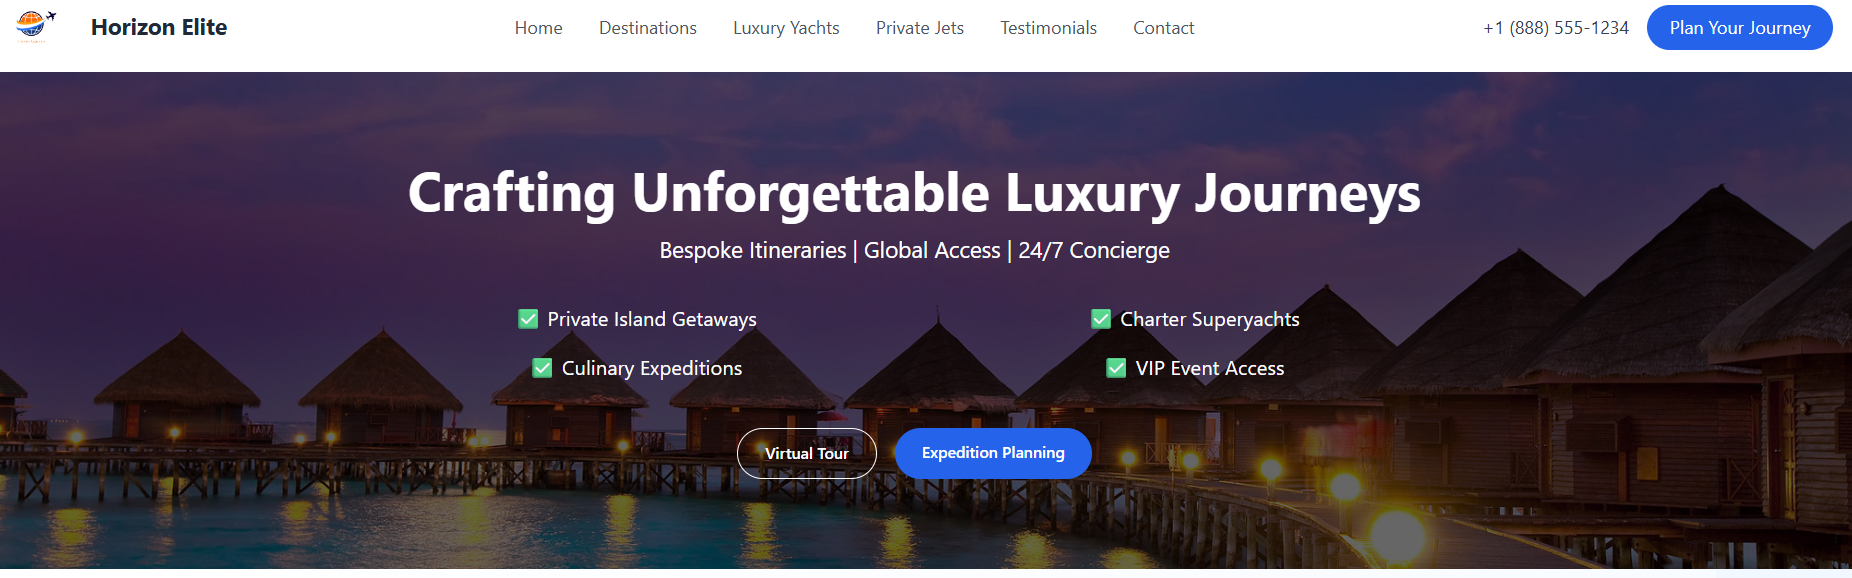 Horizon Elite
Home Destinations Luxury Yachts Private Jets Testimonials Contact
+1 (888) 555-1234 Plan Your Journey
Crafting Unforgettable Luxury Journeys
Bespoke Itineraries | Global Access | 24/7 Concierge
✅ Private Island Getaways ✅ Charter Superyachts
✅ Culinary Expeditions ✅ VIP Event Access
Virtual Tour Expedition Planning